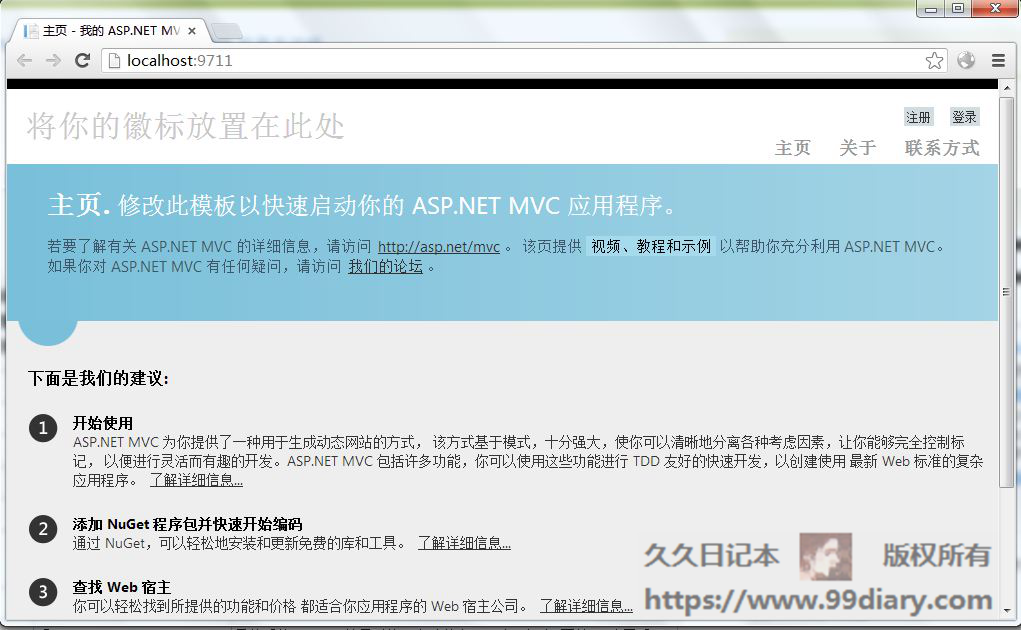 主页 - 我的 ASP.NET MV
localhost:9711
将你的徽标放置在此处
注册 登录
主页 关于 联系方式
主页. 修改此模板以快速启动你的 ASP.NET MVC 应用程序。
若要了解有关 ASP.NET MVC 的详细信息，请访问 http://asp.net/mvc 。 该页提供 视频、教程和示例 以帮助你充分利用 ASP.NET MVC。
如果你对 ASP.NET MVC 有任何疑问，请访问 我们的论坛 。
下面是我们的建议:
1 开始使用
ASP.NET MVC 为你提供了一种用于生成动态网站的方式， 该方式基于模式，十分强大，使你可以清晰地分离各种考虑因素，让你能够完全控制标
记， 以便进行灵活而有趣的开发。ASP.NET MVC 包括许多功能，你可以使用这些功能进行 TDD 友好的快速开发，以创建使用 最新 Web 标准的复杂
应用程序。 了解详细信息...
2 添加 NuGet 程序包并快速开始编码
通过 NuGet，可以轻松地安装和更新免费的库和工具。 了解详细信息...
3 查找 Web 宿主
你可以轻松找到所提供的功能和价格 都适合你应用程序的 Web 宿主公司。 了解详细信息...
久久日记本 版权所有
https://www.99diary.com